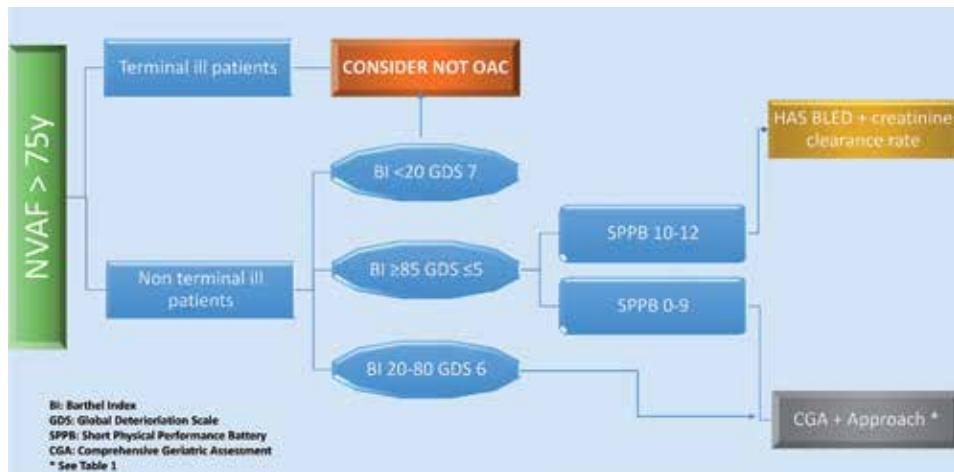 NVAF > 75y
Terminal ill patients
CONSIDER NOT OAC
HAS BLED + creatinine
clearance rate
BI <20 GDS 7
SPPB 10-12
Non terminal ill
patients
BI ≥85 GDS ≤5
SPPB 0-9
BI 20-80 GDS 6
CGA + Approach *
BI: Barthel Index
GDS: Global Deterioriation Scale
SPPB: Short Physical Performance Battery
CGA: Comprehensive Geriatric Assessment
* See Table 1